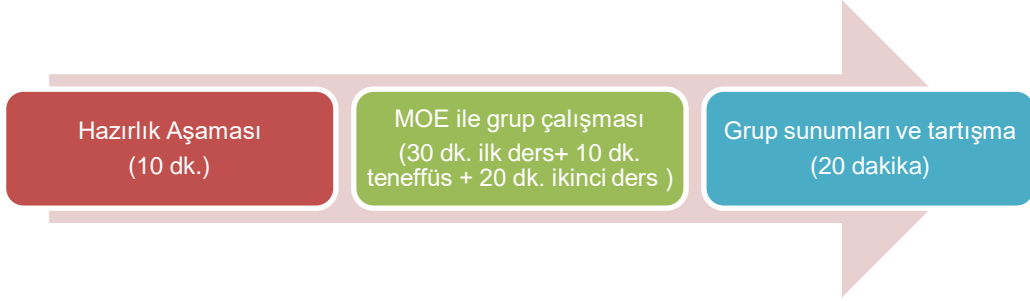 Hazırlık Aşaması
(10 dk.)
MOE ile grup çalışması
(30 dk. ilk ders+ 10 dk.
teneffüs + 20 dk. ikinci ders )
Grup sunumları ve tartışma
(20 dakika)